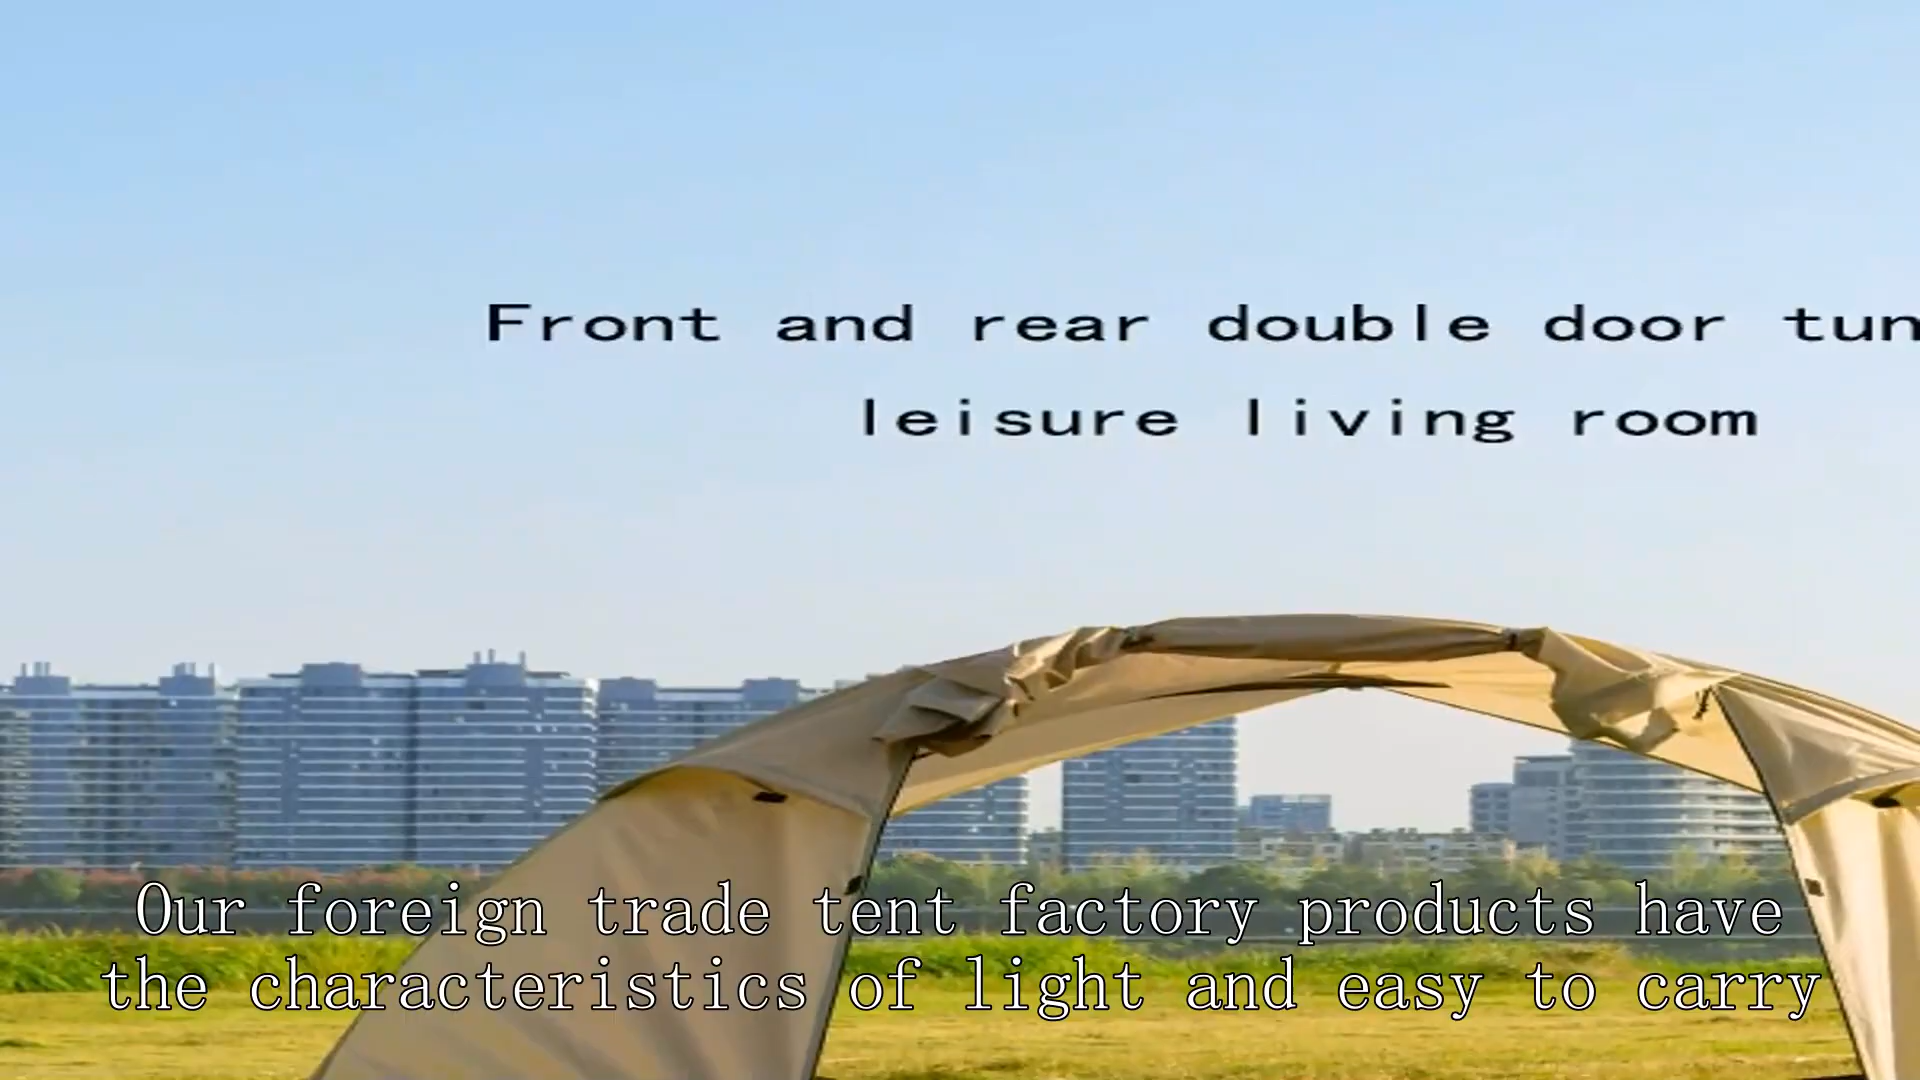 Front and rear double door
leisure living room
Our foreign trade tent factory products have
the characteristics of light and easy to carry